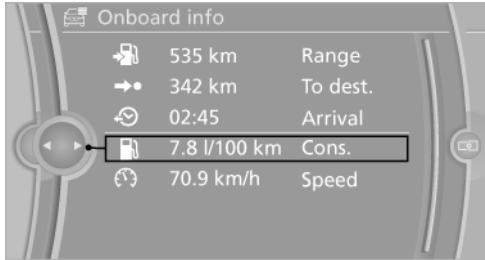 Onboard info
535 km Range
342 km To dest.
02:45 Arrival
7.8 l/100 km Cons.
70.9 km/h Speed